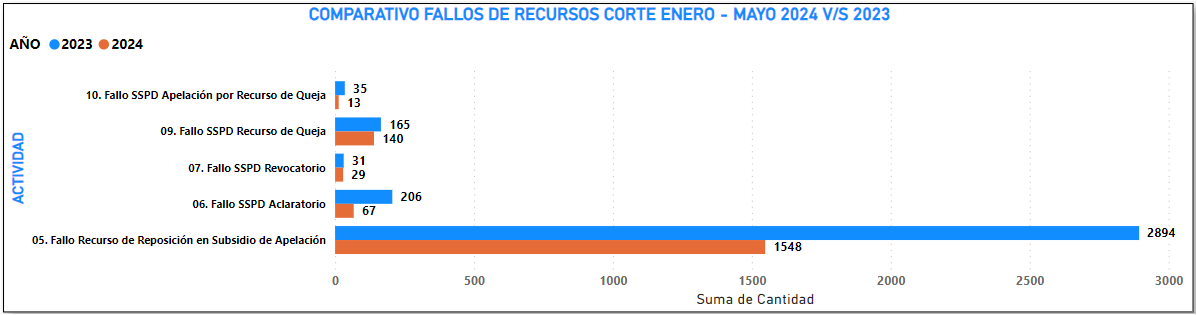 COMPARATIVO FALLOS DE RECURSOS CORTE ENERO - MAYO 2024 V/S 2023
AÑO 2023 2024
ACTIVIDAD
10. Fallo SSPD Apelación por Recurso de Queja 35
13
09. Fallo SSPD Recurso de Queja 165
140
07. Fallo SSPD Revocatorio 31
29
06. Fallo SSPD Aclaratorio 206
67
05. Fallo Recurso de Reposición en Subsidio de Apelación 2894
1548
0 500 1000 1500 2000 2500 3000
Suma de Cantidad